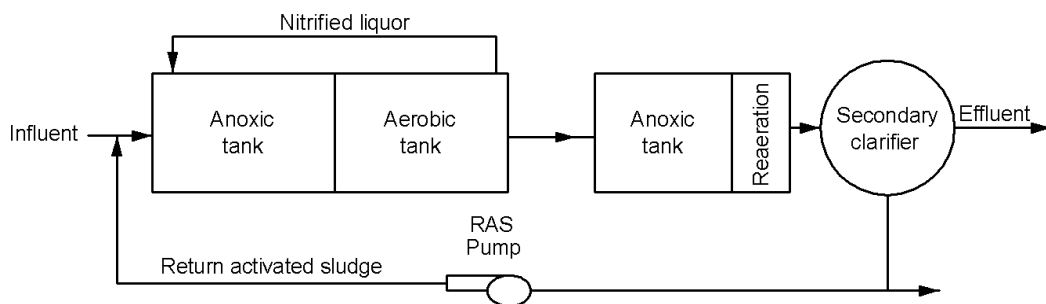 Nitrified liquor
Influent
Anoxic
tank
Aerobic
tank
Anoxic
tank
Reaeration
Secondary
clarifier
Effluent
RAS
Pump
Return activated sludge